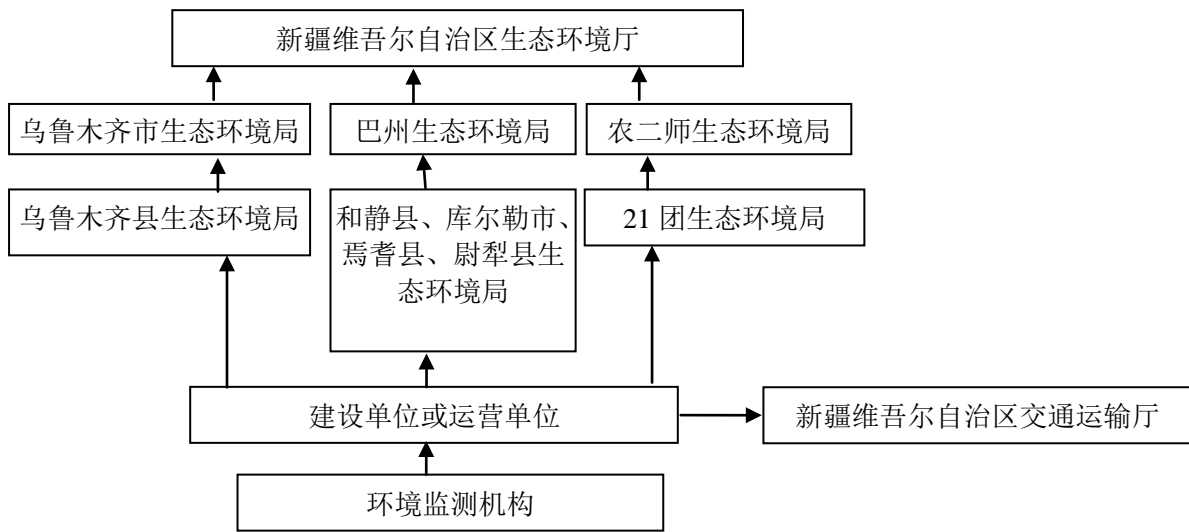 新疆维吾尔自治区生态环境厅
乌鲁木齐市生态环境局
巴州生态环境局
农二师生态环境局
乌鲁木齐县生态环境局
和静县、库尔勒市、
焉耆县、尉犁县生
态环境局
21 团生态环境局
建设单位或运营单位
新疆维吾尔自治区交通运输厅
环境监测机构